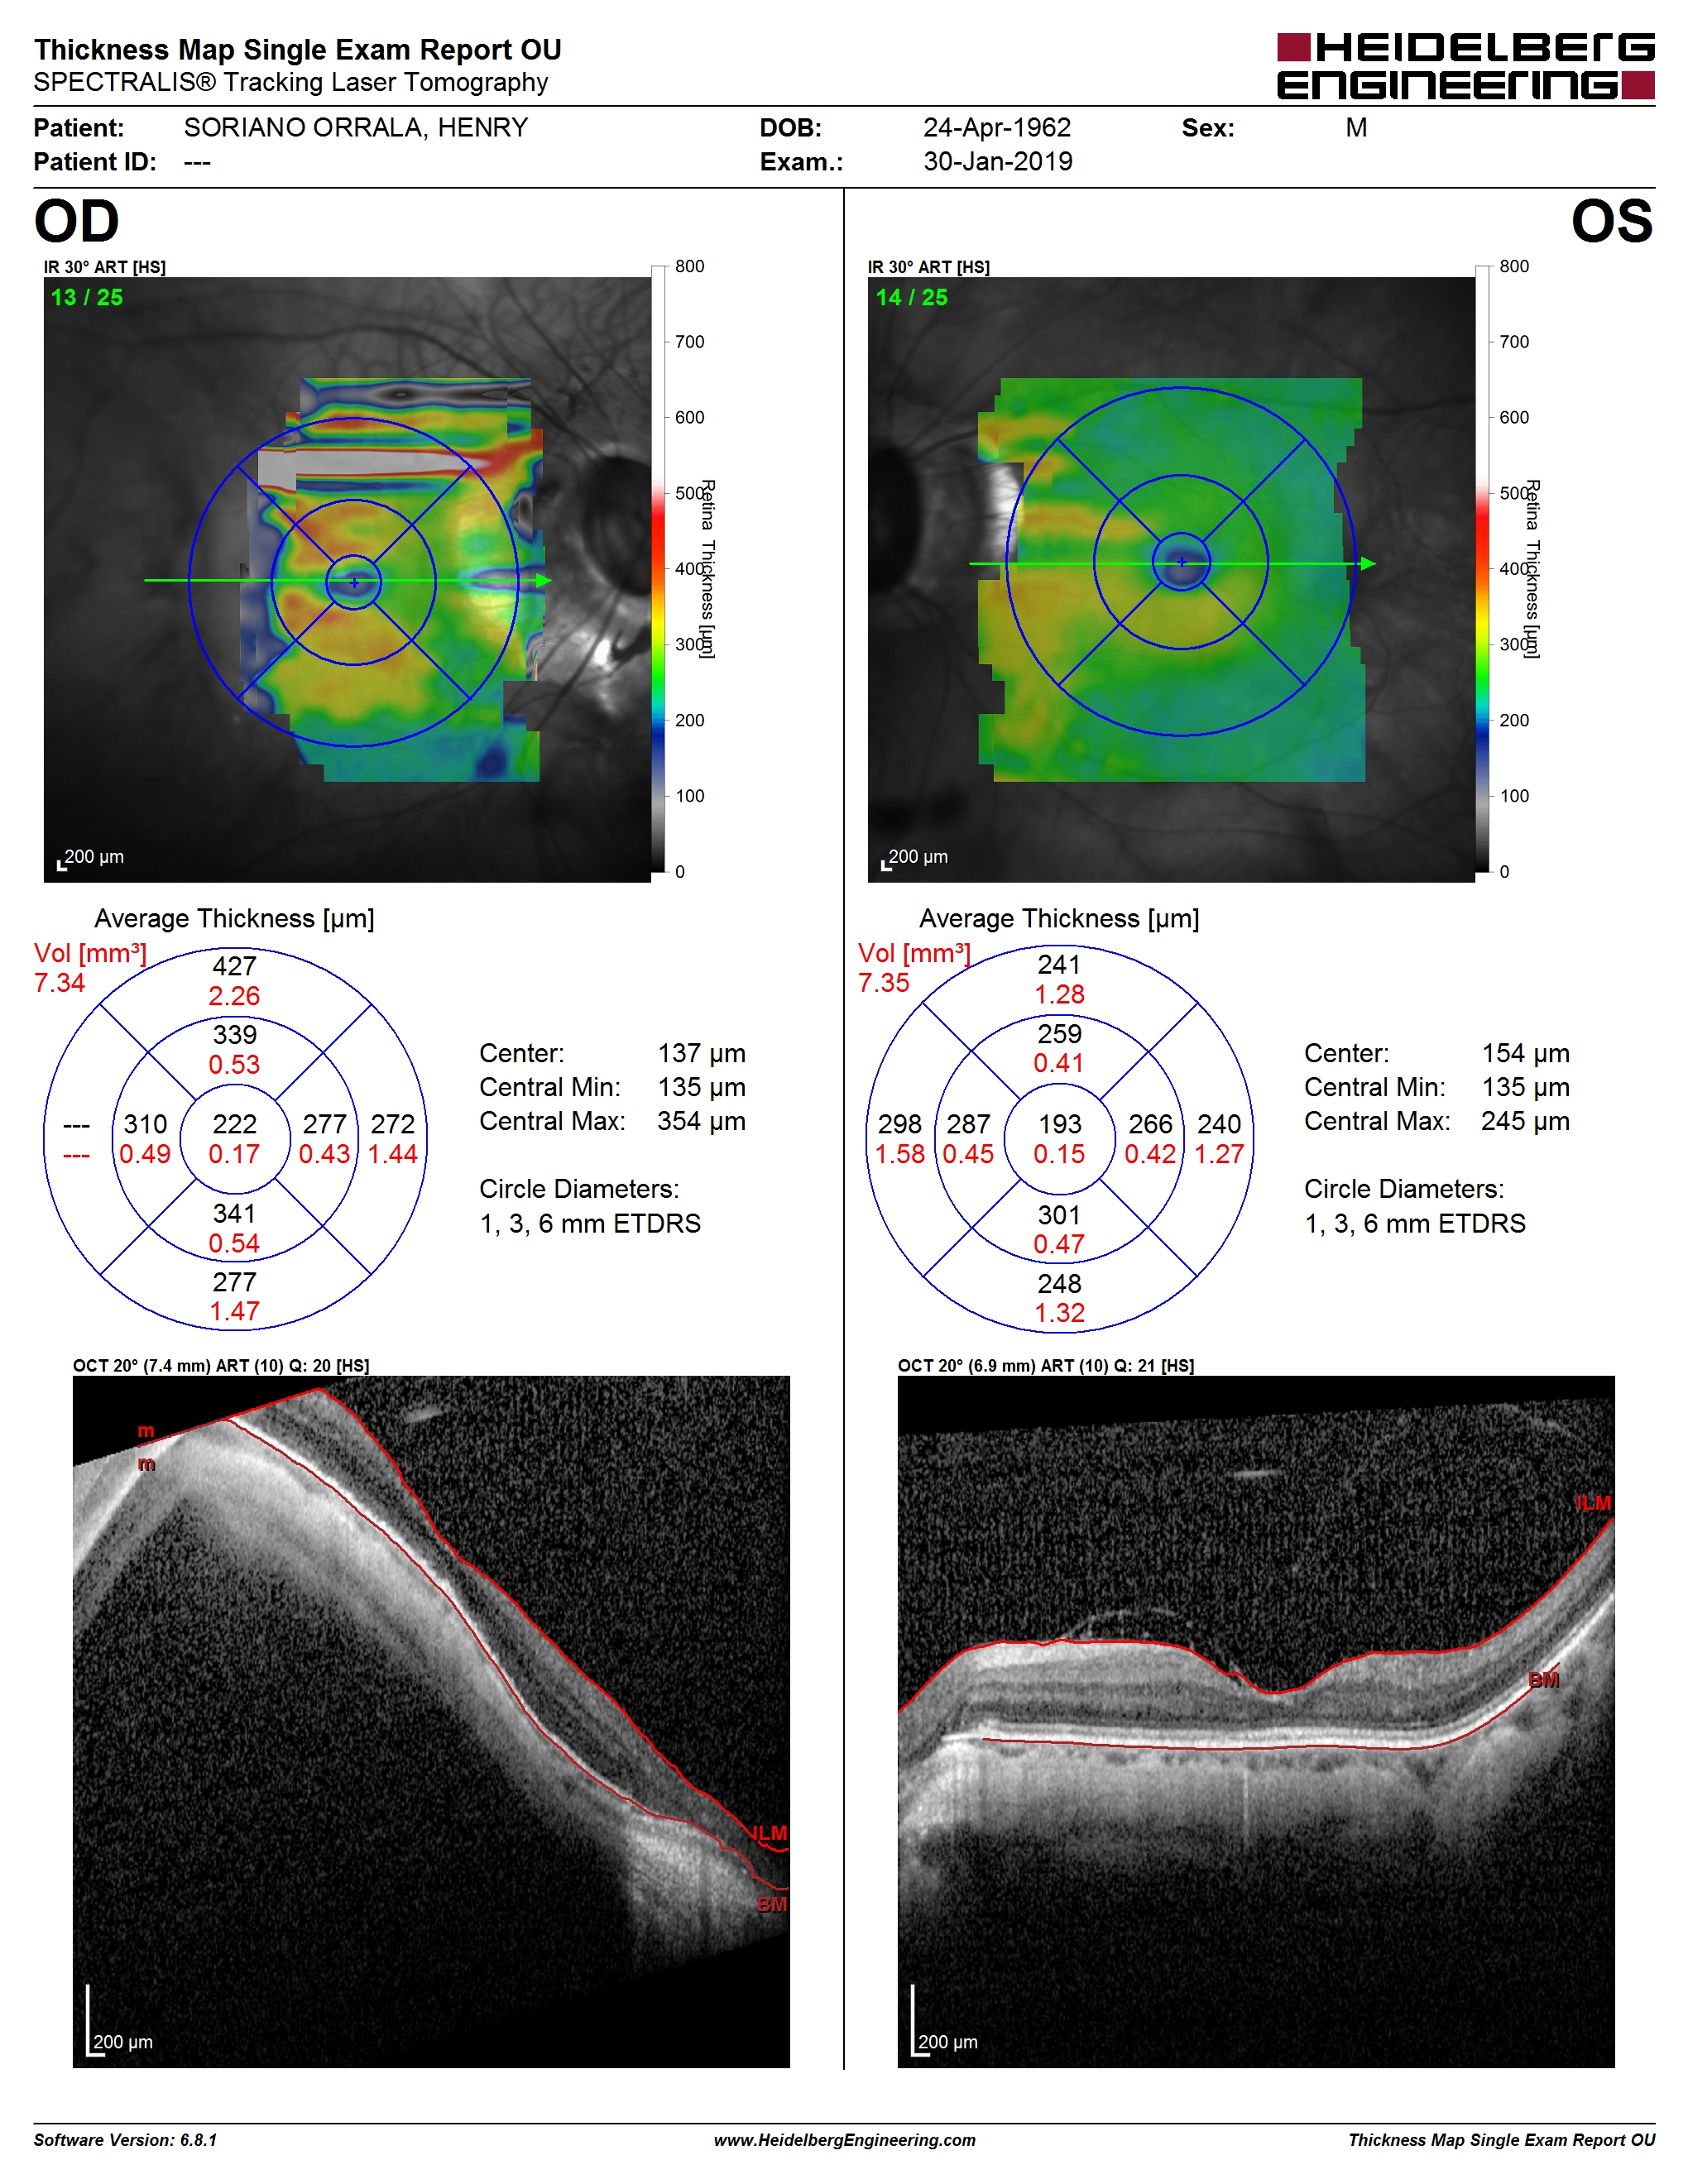 Thickness Map Single Exam Report OU
SPECTRALIS® Tracking Laser Tomography
HEIDELBERG
ENGINEERING
Patient: SORIANO ORRALA, HENRY DOB: 24-Apr-1962 Sex: M
Patient ID: --- Exam.: 30-Jan-2019
OD
IR 30° ART [HS]
13 / 25
800
700
600
500
400
300
200
100
0
Retina Thickness [µm]
200 µm
Average Thickness [µm]
Vol [mm³]
7.34
427
2.26
339
0.53
--- 310 222 277 272
--- 0.49 0.17 0.43 1.44
341
0.54
277
1.47
Center: 137 µm
Central Min: 135 µm
Central Max: 354 µm
Circle Diameters:
1, 3, 6 mm ETDRS
OCT 20° (7.4 mm) ART (10) Q: 20 [HS]
m
m
ILM
BM
200 µm
OS
IR 30° ART [HS]
14 / 25
800
700
600
500
400
300
200
100
0
Retina Thickness [µm]
200 µm
Average Thickness [µm]
Vol [mm³]
7.35
241
1.28
259
0.41
298 287 193 266 240
1.58 0.45 0.15 0.42 1.27
301
0.47
248
1.32
Center: 154 µm
Central Min: 135 µm
Central Max: 245 µm
Circle Diameters:
1, 3, 6 mm ETDRS
OCT 20° (6.9 mm) ART (10) Q: 21 [HS]
ILM
BM
200 µm
Software Version: 6.8.1 www.HeidelbergEngineering.com Thickness Map Single Exam Report OU